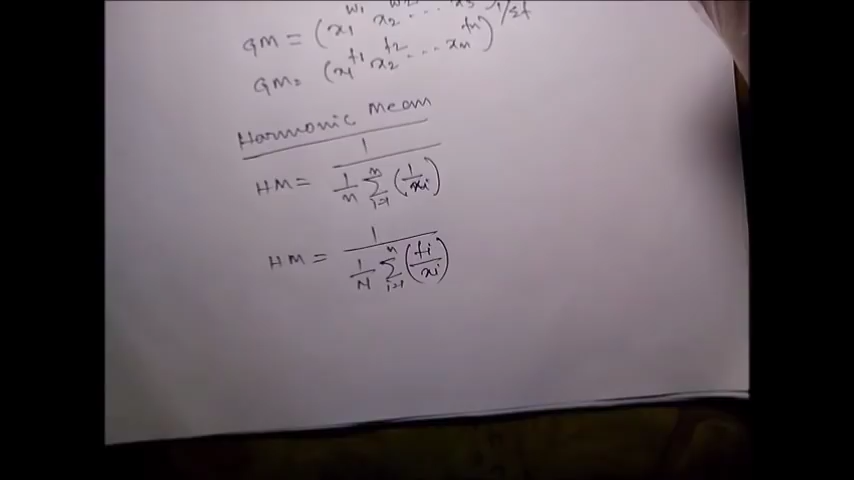 GM = (x₁^w₁ x₂^w₂ ...
GM = (x₁^f₁ x₂^f₂ ... xₙ^fₙ)^1/Σf
Harmonic Mean
HM = 1 / (1/n Σ_{i=1}^{n} (1/xᵢ))
HM = 1 / (1/N Σ_{i=1}^{n} (fᵢ/xᵢ))